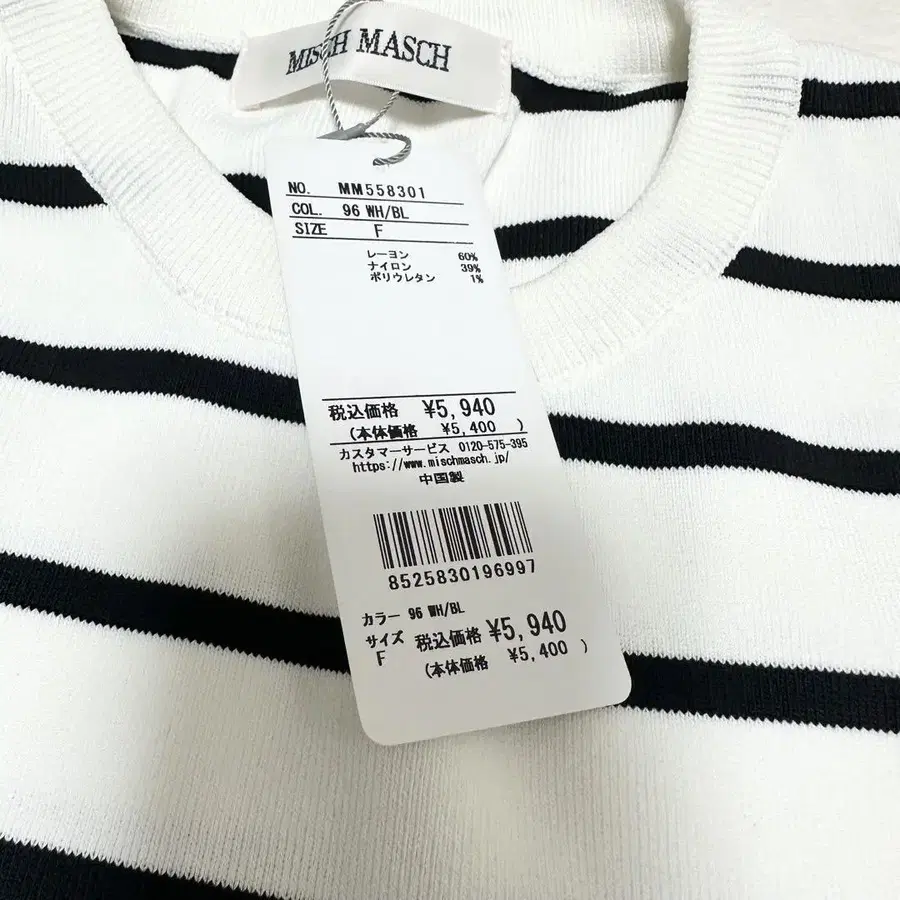 MISCH MASCH
NO. MM558301
COL. 96 WH/BL
SIZE F
レーヨン 60%
ナイロン 39%
ポリウレタン 1%
税込価格 ¥5,940
(本体価格 ¥5,400 )
カスタマーサービス 0120-575-395
https://www.mischmasch.jp/
中国製
8525830196997
カラー 96 WH/BL
サイズ F 税込価格 ¥5,940
(本体価格 ¥5,400 )